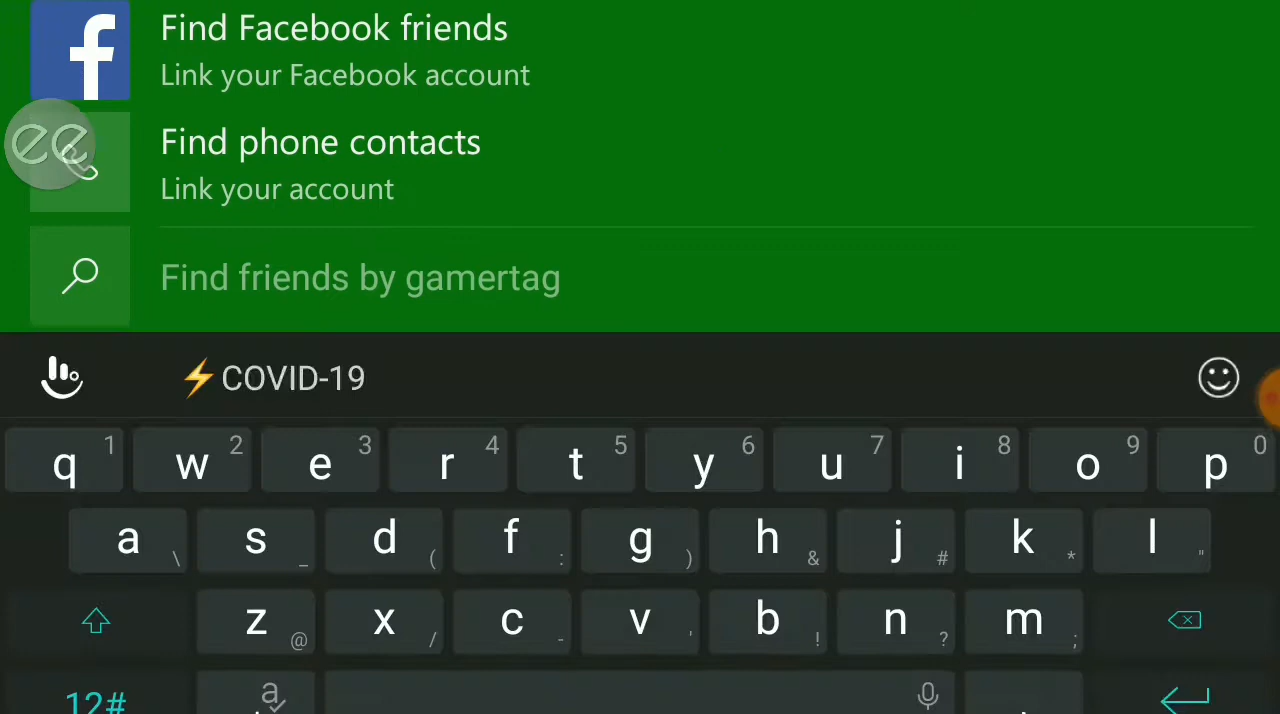 Find Facebook friends
Link your Facebook account
ee
Find phone contacts
Link your account
Find friends by gamertag
⚡COVID-19
q 1 w 2 e 3 r 4 t 5 y 6 u 7 i 8 o 9 p 0
a \ s _ d ( f : g ) h & j # k * l "
z @ x / c - v ' b ! n ? m ;
12# a